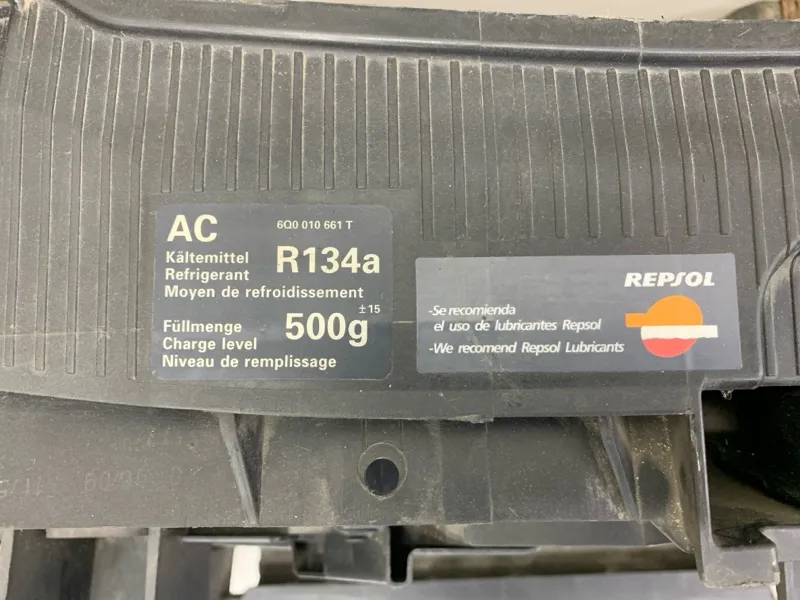 AC 6Q0 010 661 T
Kältemittel
Refrigerant R134a
Moyen de refroidissement
±15
Füllmenge 500g
Charge level
Niveau de remplissage
REPSOL
-Se recomienda
el uso de lubricantes Repsol
-We recomend Repsol Lubricants